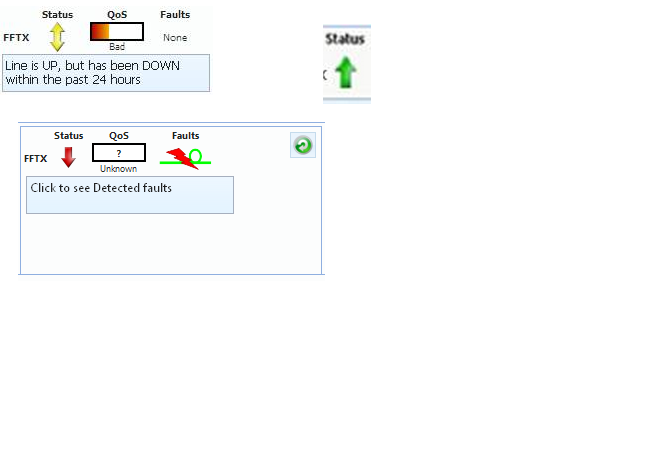 Status QoS Faults
FFTX None
Bad
Line is UP, but has been DOWN
within the past 24 hours
Status
Status QoS Faults
FFTX ?
Unknown
Click to see Detected faults